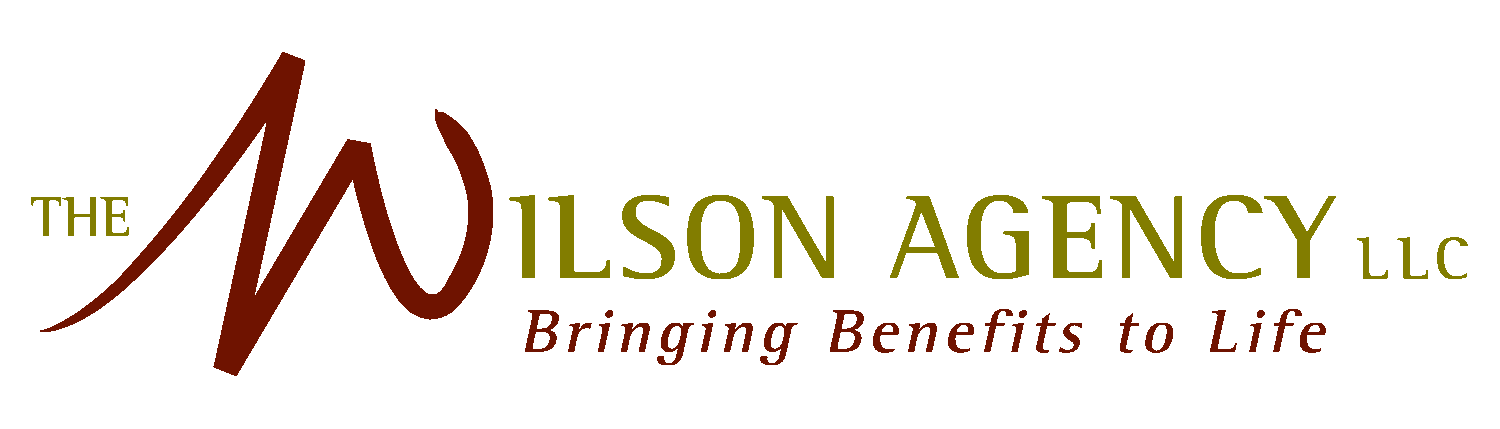 THE WILSON AGENCY LLC
Bringing Benefits to Life